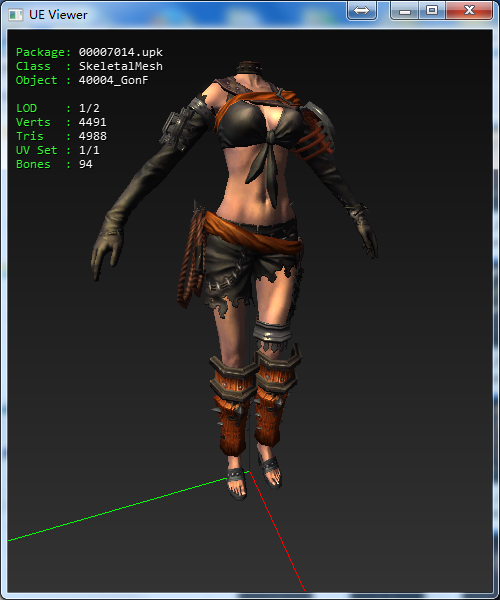 UE Viewer
Package: 00007014.upk
Class : SkeletalMesh
Object : 40004_GonF
LOD : 1/2
Verts : 4491
Tris : 4988
UV Set : 1/1
Bones : 94